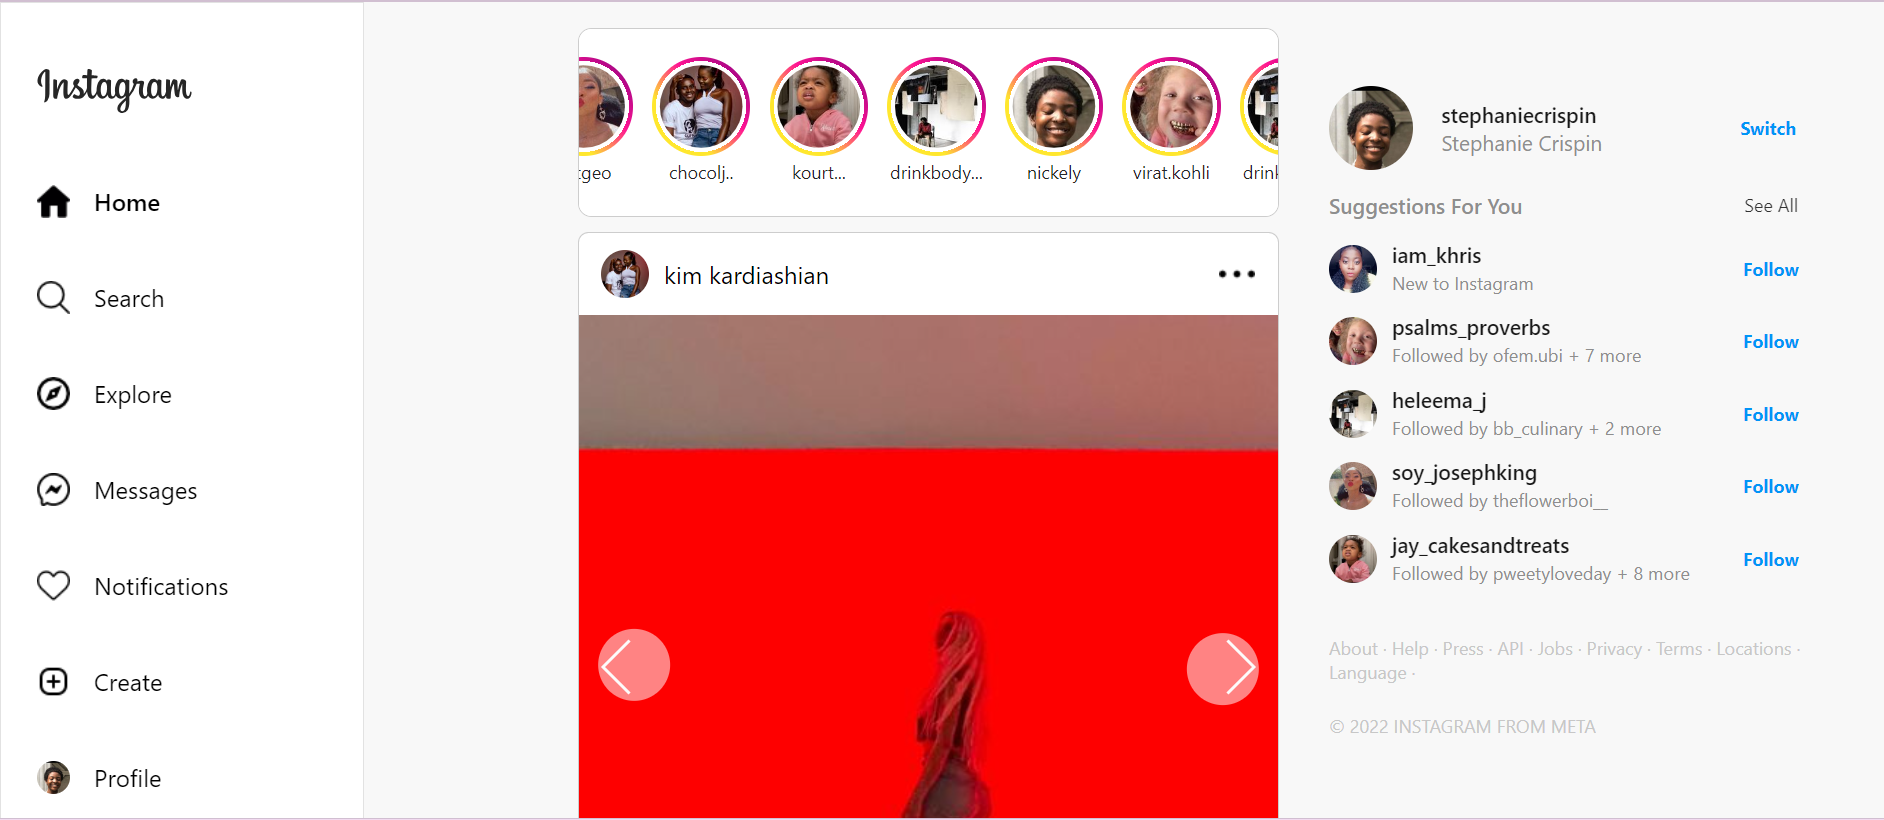 Instagram
Home
Search
Explore
Messages
Notifications
Create
Profile
tgeo
chocolj..
kourt...
drinkbody...
nickely
virat.kohli
drink
kim kardiashian
stephaniecrispin
Stephanie Crispin
Switch
Suggestions For You
See All
iam_khris
New to Instagram
Follow
psalms_proverbs
Followed by ofem.ubi + 7 more
Follow
heleema_j
Followed by bb_culinary + 2 more
Follow
soy_josephking
Followed by theflowerboi__
Follow
jay_cakesandtreats
Followed by pweetyloveday + 8 more
Follow
About · Help · Press · API · Jobs · Privacy · Terms · Locations ·
Language ·
© 2022 INSTAGRAM FROM META